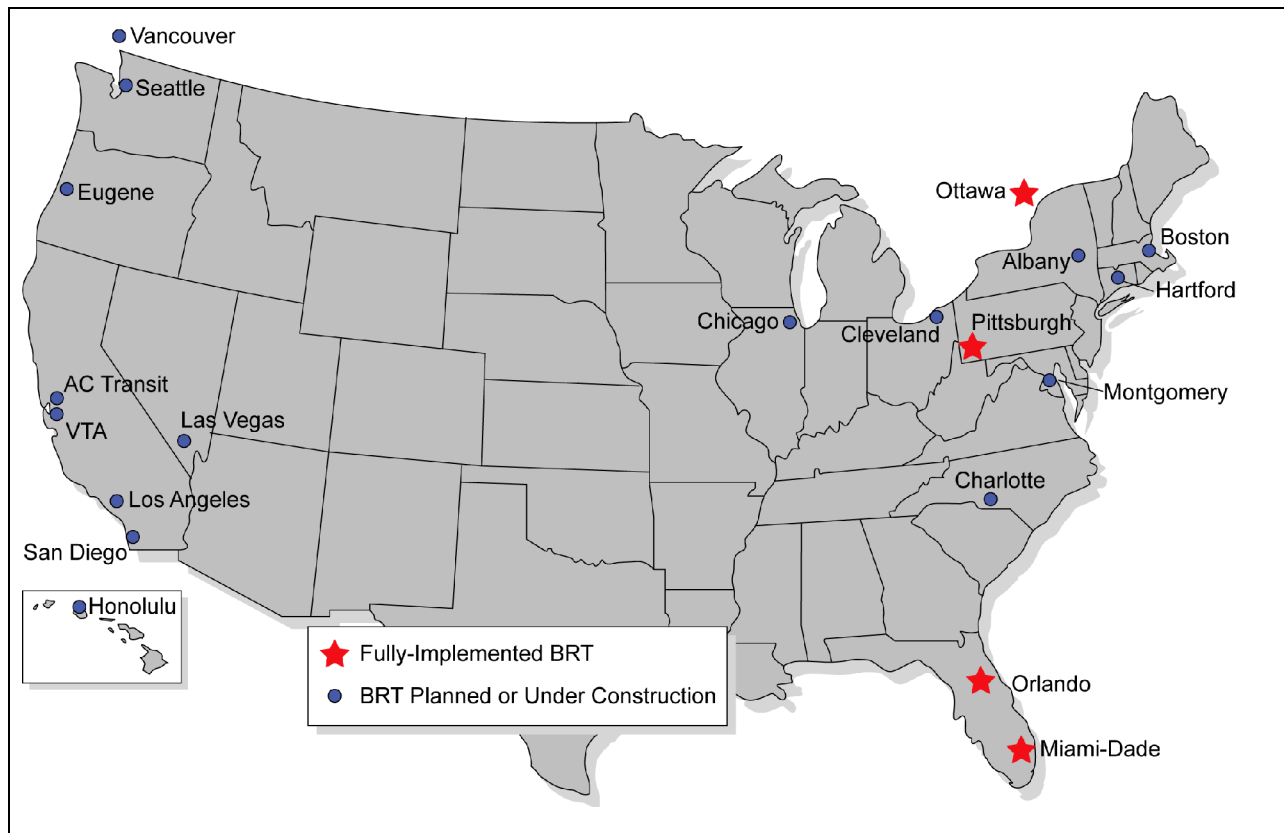 Vancouver
Seattle
Eugene
Ottawa
Boston
Albany
Hartford
Chicago
Cleveland
Pittsburgh
Montgomery
AC Transit
VTA
Las Vegas
Los Angeles
Charlotte
San Diego
Honolulu
Fully-Implemented BRT
BRT Planned or Under Construction
Orlando
Miami-Dade